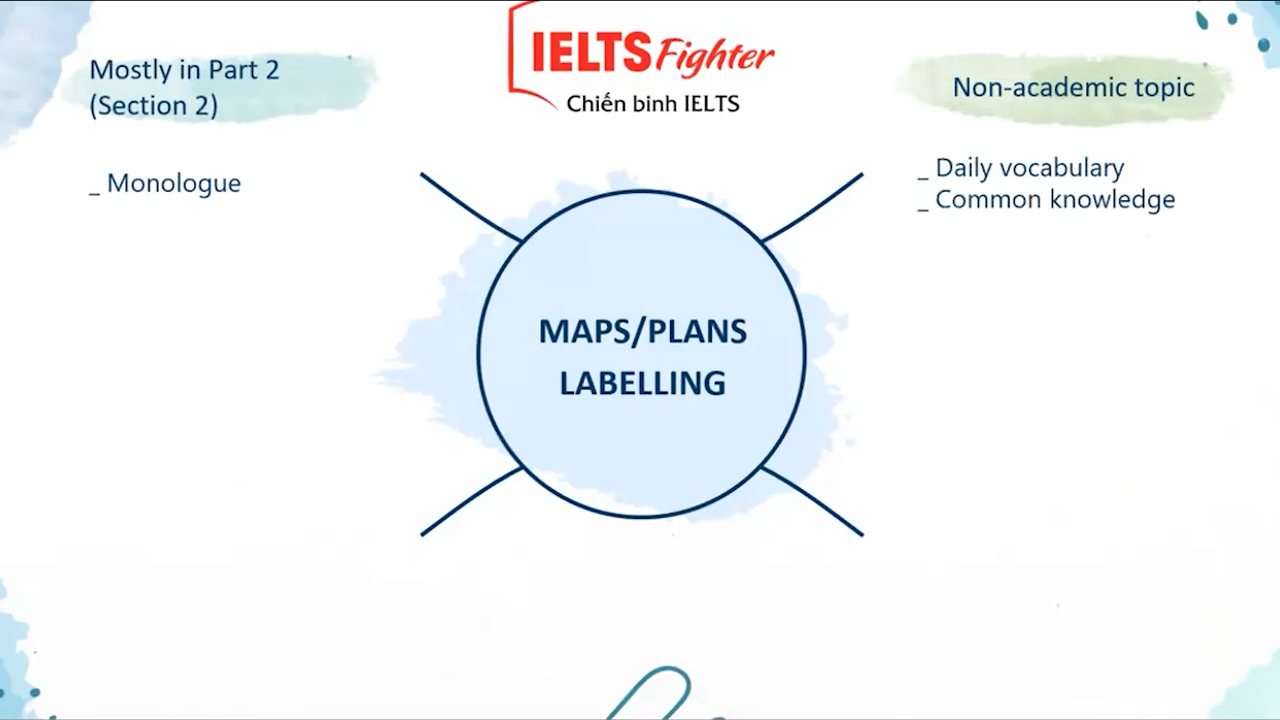 IELTS Fighter
Chiến binh IELTS
Mostly in Part 2
(Section 2)
_ Monologue
Non-academic topic
_ Daily vocabulary
_ Common knowledge
MAPS/PLANS
LABELLING